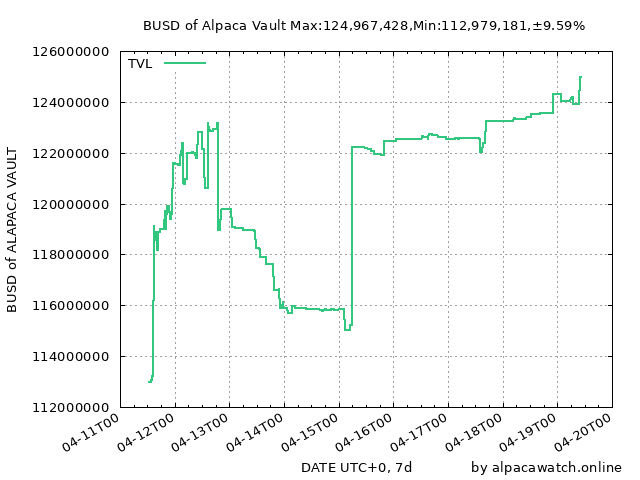 BUSD of Alpaca Vault Max:124,967,428,Min:112,979,181,±9.59%
TVL
BUSD of ALAPACA VAULT
126000000
124000000
122000000
120000000
118000000
116000000
114000000
112000000
04-11T00
04-12T00
04-13T00
04-14T00
04-15T00
04-16T00
04-17T00
04-18T00
04-19T00
04-20T00
DATE UTC+0, 7d
by alpacawatch.online